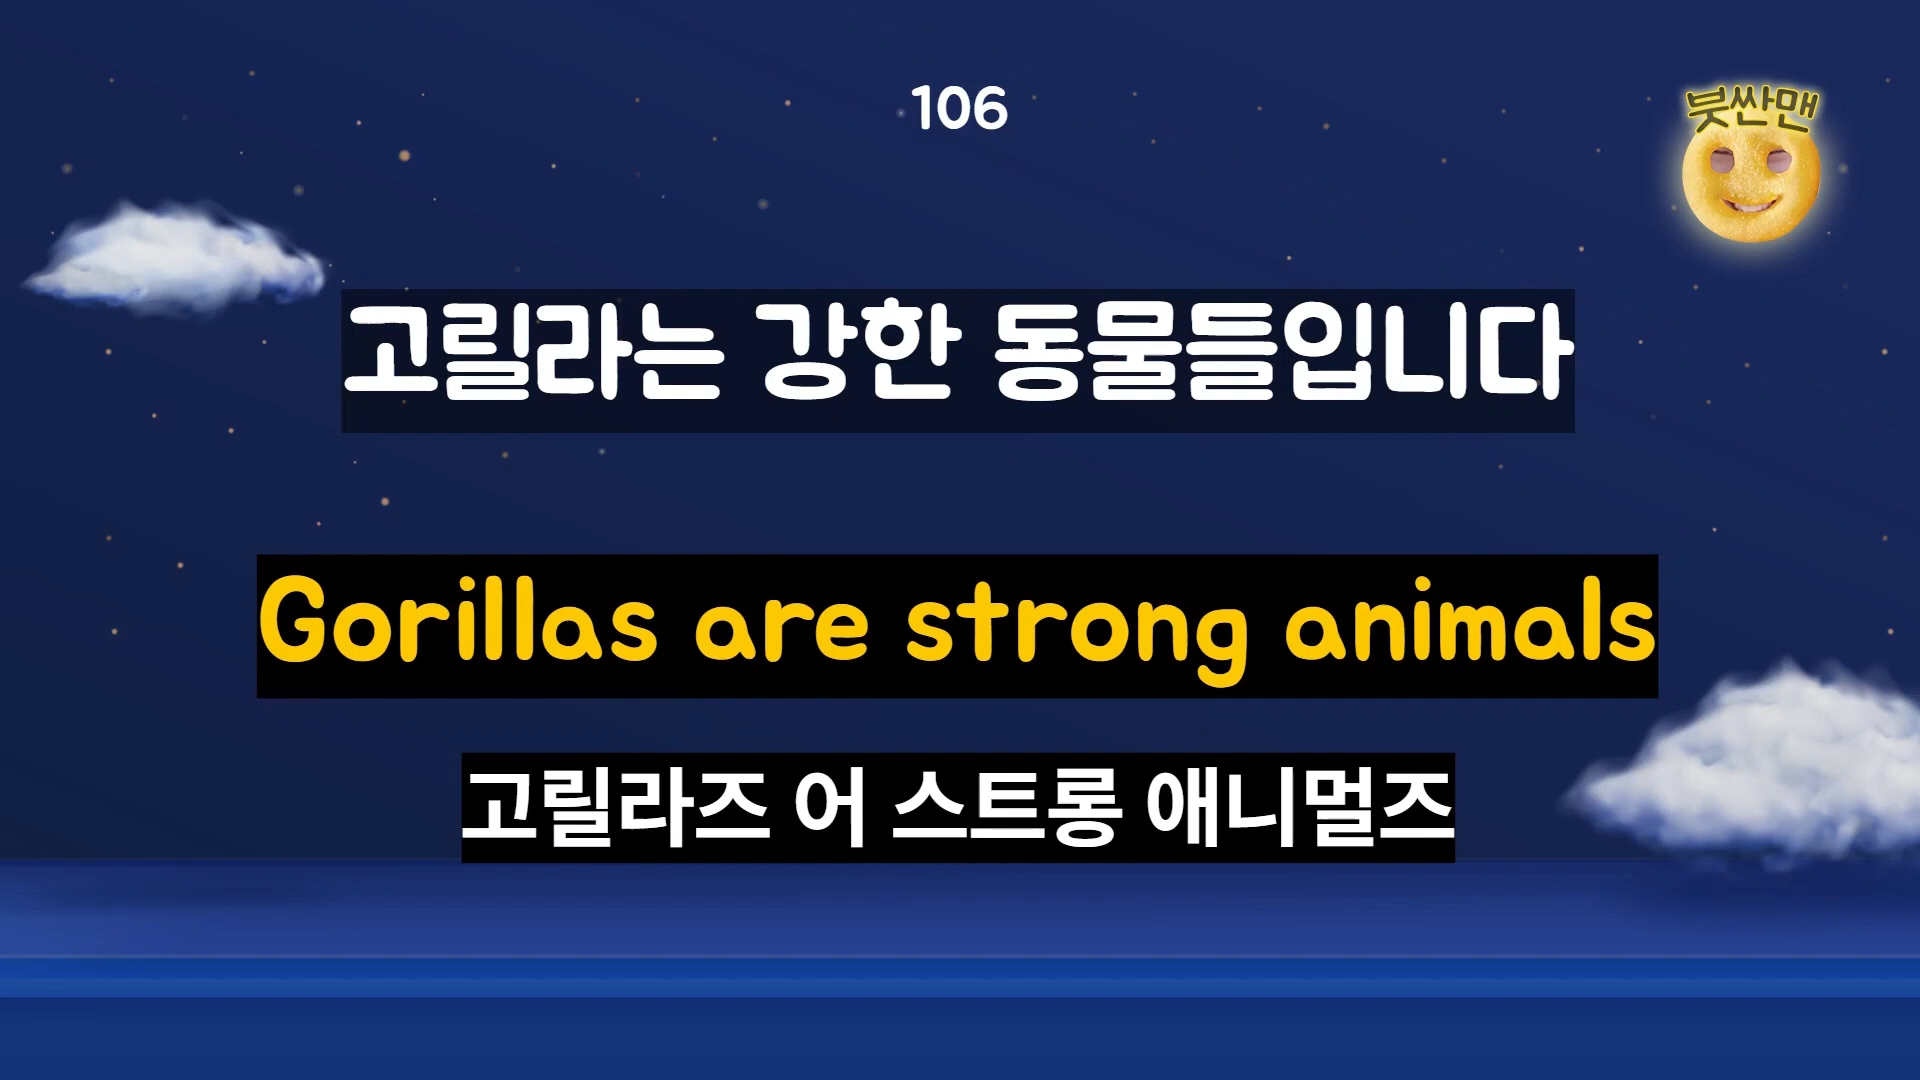 106
붓싼맨
고릴라는 강한 동물들입니다
Gorillas are strong animals
고릴라즈 어 스트롱 애니멀즈